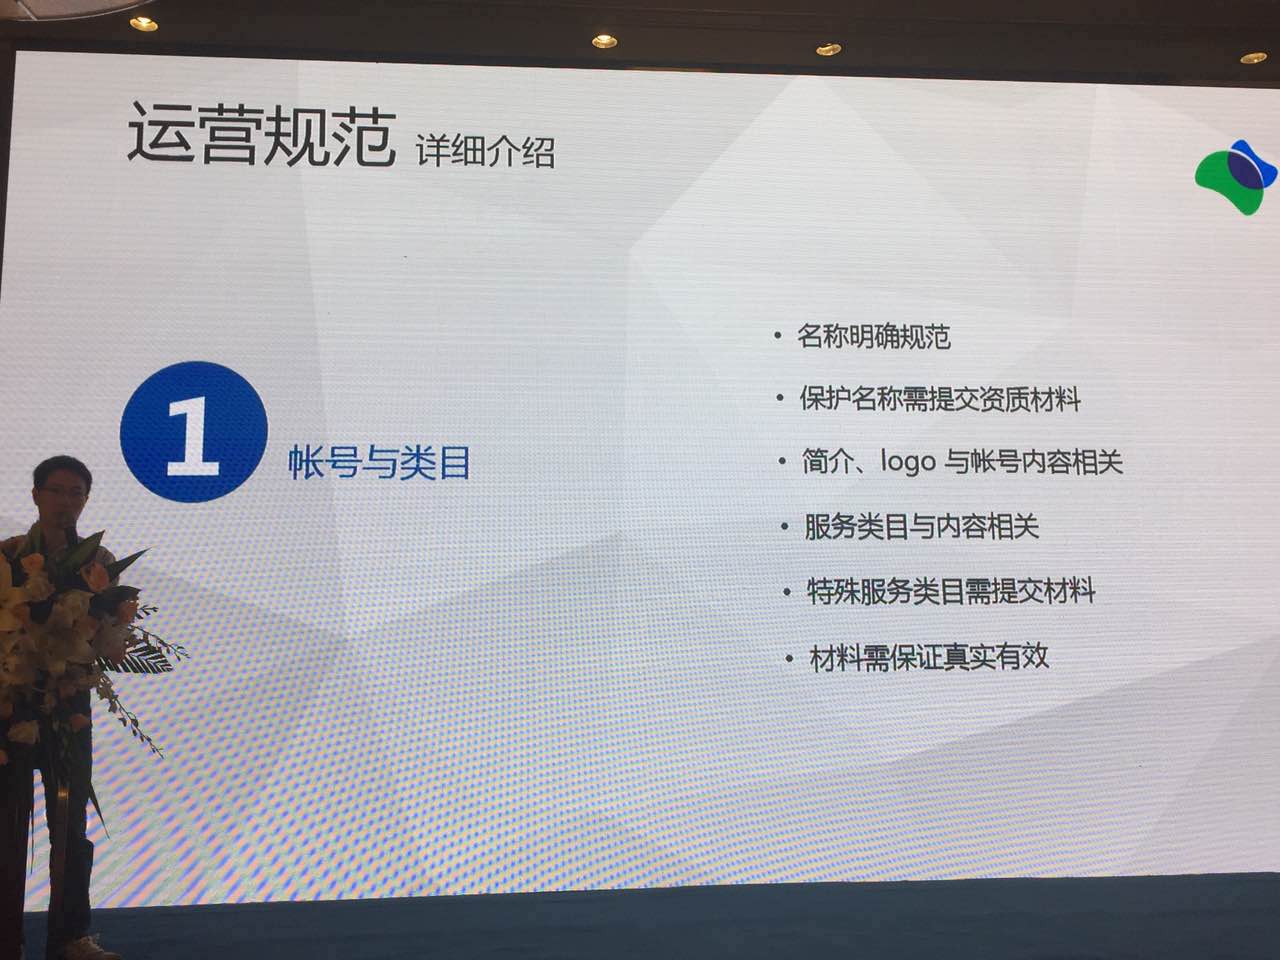 运营规范 详细介绍
1 帐号与类目
• 名称明确规范
• 保护名称需提交资质材料
• 简介、logo 与帐号内容相关
• 服务类目与内容相关
• 特殊服务类目需提交材料
• 材料需保证真实有效